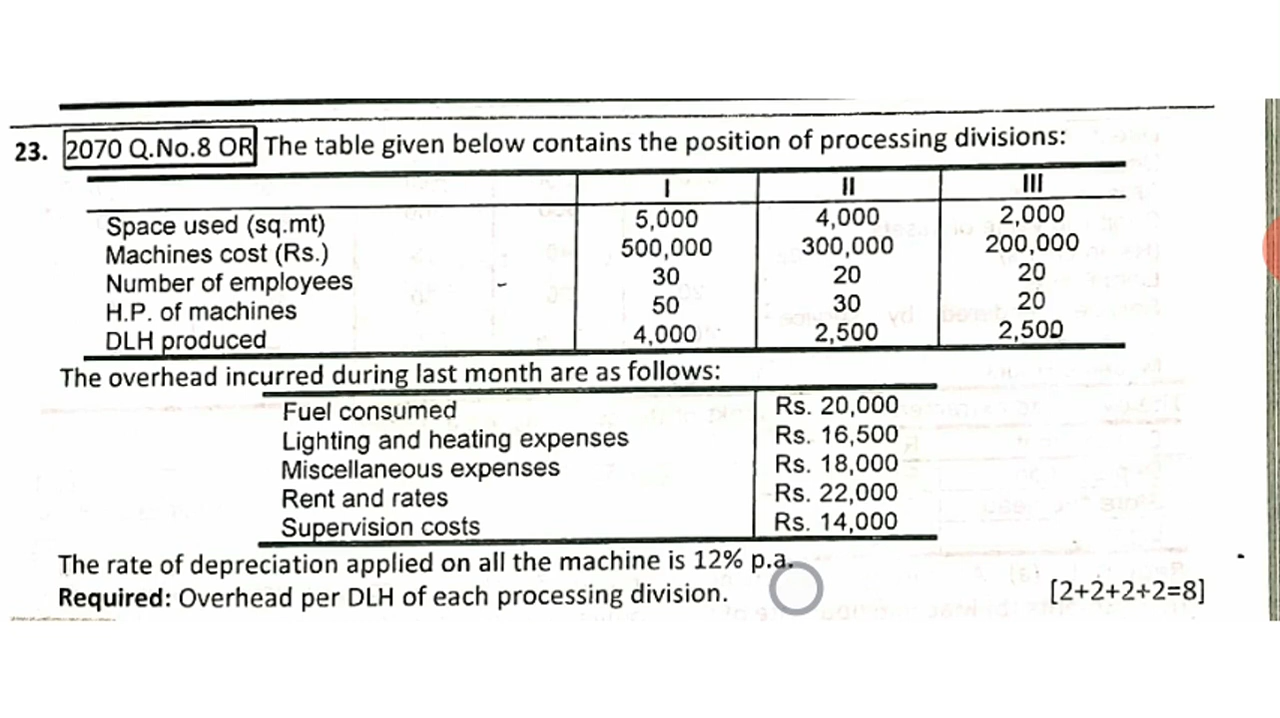 23. 2070 Q.No.8 OR The table given below contains the position of processing divisions:
I II III
Space used (sq.mt) 5,000 4,000 2,000
Machines cost (Rs.) 500,000 300,000 200,000
Number of employees 30 20 20
H.P. of machines 50 30 20
DLH produced 4,000 2,500 2,500
The overhead incurred during last month are as follows:
Fuel consumed Rs. 20,000
Lighting and heating expenses Rs. 16,500
Miscellaneous expenses Rs. 18,000
Rent and rates Rs. 22,000
Supervision costs Rs. 14,000
The rate of depreciation applied on all the machine is 12% p.a.
Required: Overhead per DLH of each processing division. [2+2+2+2=8]